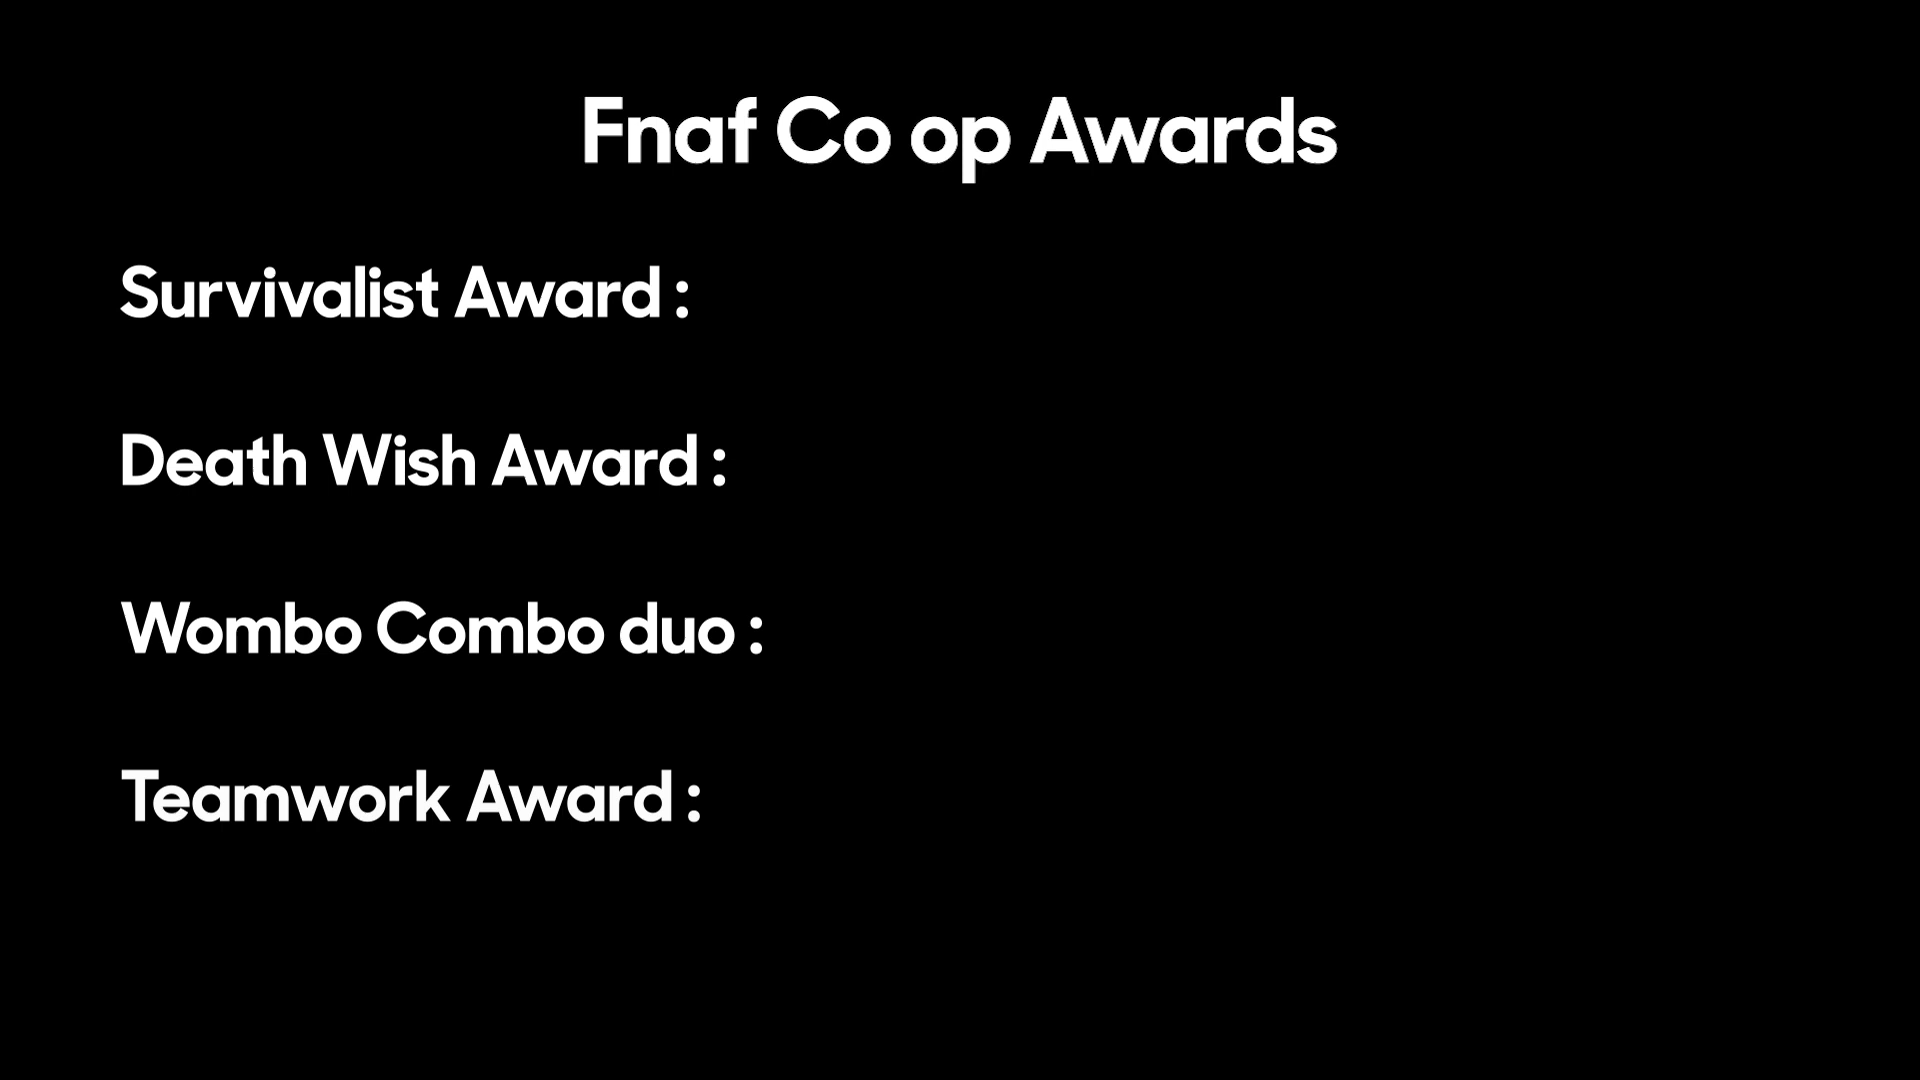 Fnaf Co op Awards
Survivalist Award :
Death Wish Award :
Wombo Combo duo :
Teamwork Award :